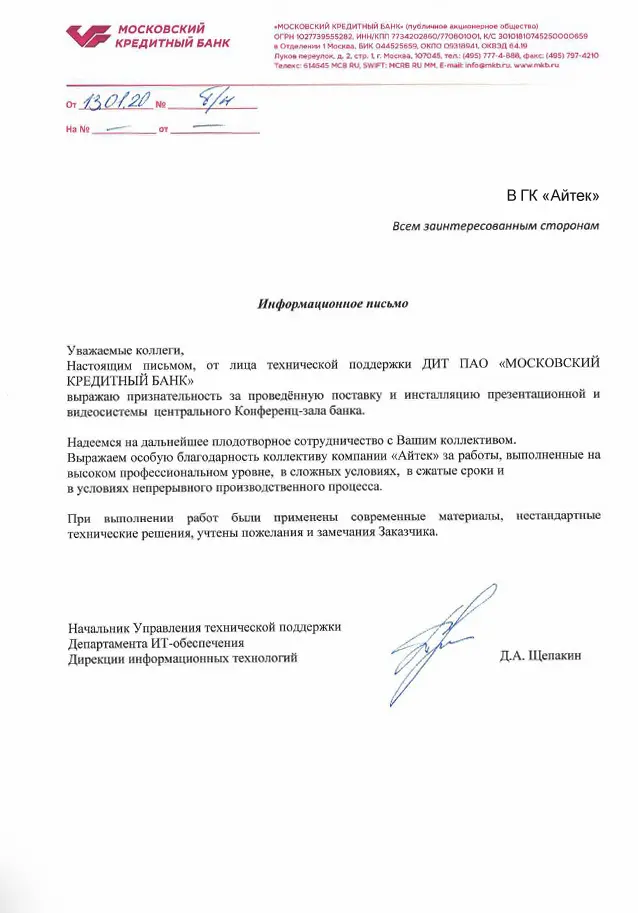 МОСКОВСКИЙ
КРЕДИТНЫЙ БАНК
«МОСКОВСКИЙ КРЕДИТНЫЙ БАНК» (публичное акционерное общество)
ОГРН 1027739555282, ИНН/КПП 7734202860/770801001, К/С 30101810745250000659
в Отделении 1 Москва, БИК 044525659, ОКПО 09318941, ОКВЭД 64.19
Луков переулок, д. 2, стр. 1, г. Москва, 107045, тел.: (495) 777-4-888, факс: (495) 797-4210
Телекс: 614645 MCB RU, SWIFT: MCRB RU MM, E-mail: info@mkb.ru. www.mkb.ru
От 13.01.20 № б/н
На № — от —
В ГК «Айтек»
Всем заинтересованным сторонам
Информационное письмо
Уважаемые коллеги,
Настоящим письмом, от лица технической поддержки ДИТ ПАО «МОСКОВСКИЙ
КРЕДИТНЫЙ БАНК»
выражаю признательность за проведённую поставку и инсталляцию презентационной и
видеосистемы центрального Конференц-зала банка.
Надеемся на дальнейшее плодотворное сотрудничество с Вашим коллективом.
Выражаем особую благодарность коллективу компании «Айтек» за работы, выполненные на
высоком профессиональном уровне, в сложных условиях, в сжатые сроки и
в условиях непрерывного производственного процесса.
При выполнении работ были применены современные материалы, нестандартные
технические решения, учтены пожелания и замечания Заказчика.
Начальник Управления технической поддержки
Департамента ИТ-обеспечения
Дирекции информационных технологий
Д.А. Щепакин